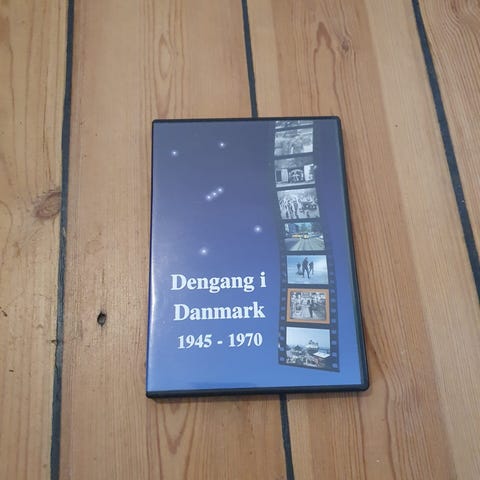 Dengang i
Danmark
1945 - 1970